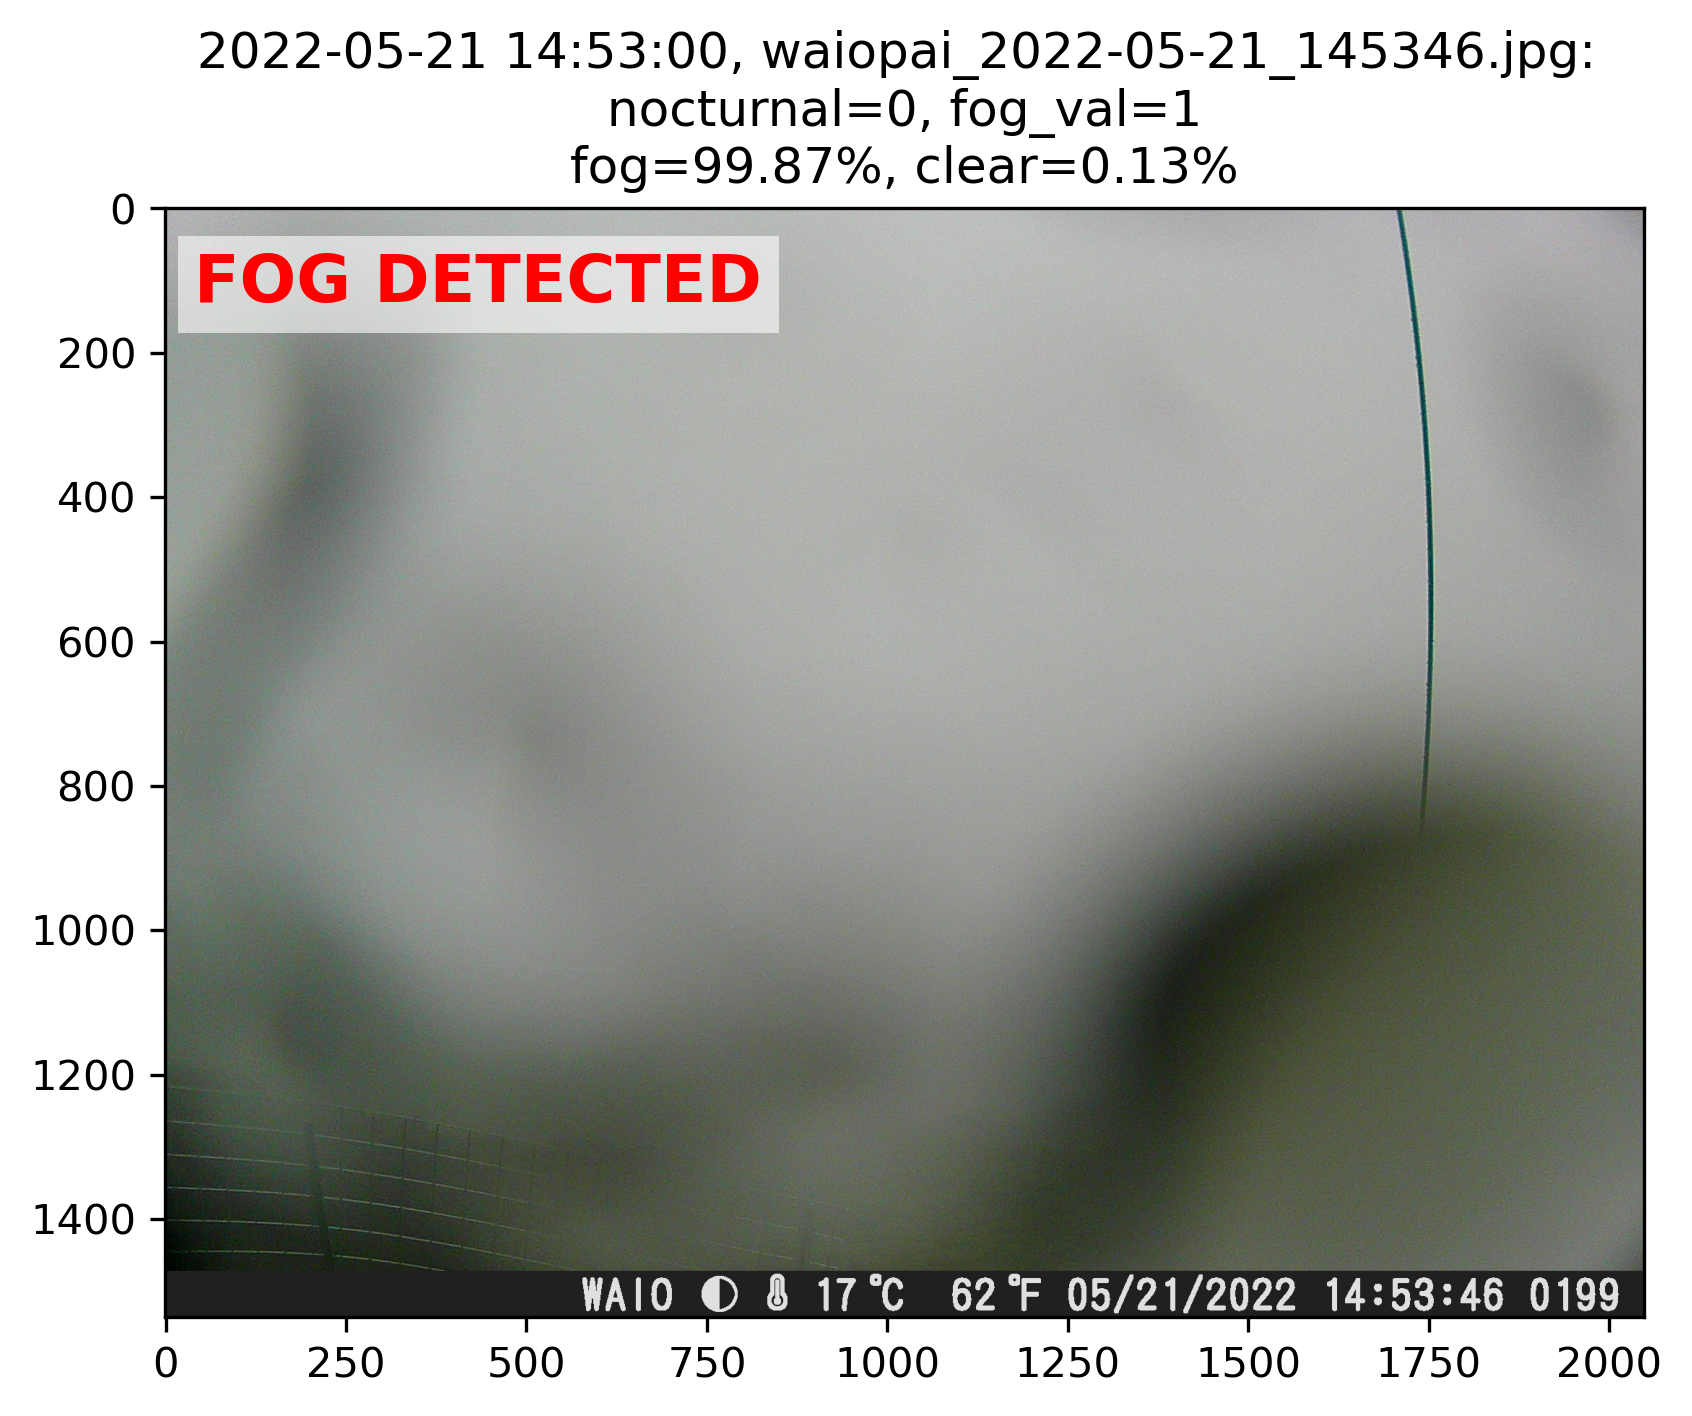 2022-05-21 14:53:00, waiopai_2022-05-21_145346.jpg:
nocturnal=0, fog_val=1
fog=99.87%, clear=0.13%
0
FOG DETECTED
200
400
600
800
1000
1200
1400
WAIO 17°C 62°F 05/21/2022 14:53:46 0199
0 250 500 750 1000 1250 1500 1750 2000